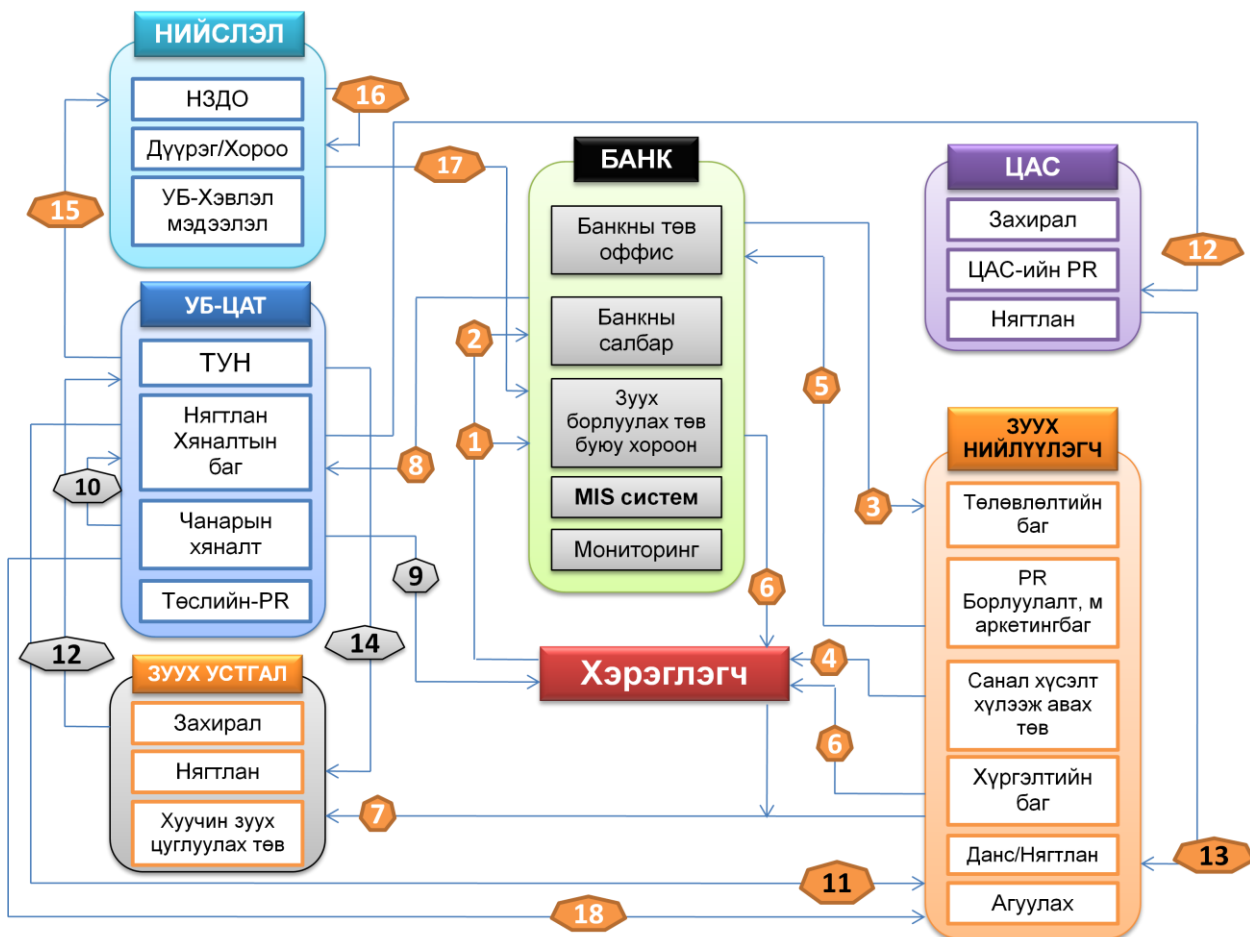 НИЙСЛЭЛ
НЗДО
Дүүрэг/Хороо
УБ-Хэвлэл
мэдээлэл
16
17
15
УБ-ЦАТ
ТУН
Нягтлан
Хяналтын
баг
Чанарын
хяналт
Төслийн-PR
10
12
9
14
ЗУУХ УСТГАЛ
Захирал
Нягтлан
Хуучин зуух
цуглуулах төв
БАНК
Банкны төв
оффис
Банкны
салбар
Зуух
борлуулах төв
буюу хороон
MIS систем
Мониторинг
2
1
8
5
3
6
Хэрэглэгч
4
6
7
11
18
ЦАС
Захирал
ЦАС-ийн PR
Нягтлан
12
ЗУУХ
НИЙЛҮҮЛЭГЧ
Төлөвлөлтийн
баг
PR
Борлуулалт, м
аркетингбаг
Санал хүсэлт
хүлээж авах
төв
Хүргэлтийн
баг
Данс/Нягтлан
Агуулах
13